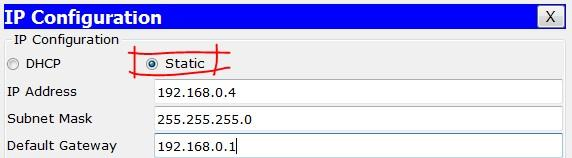 IP Configuration X
IP Configuration
DHCP Static
IP Address 192.168.0.4
Subnet Mask 255.255.255.0
Default Gateway 192.168.0.1